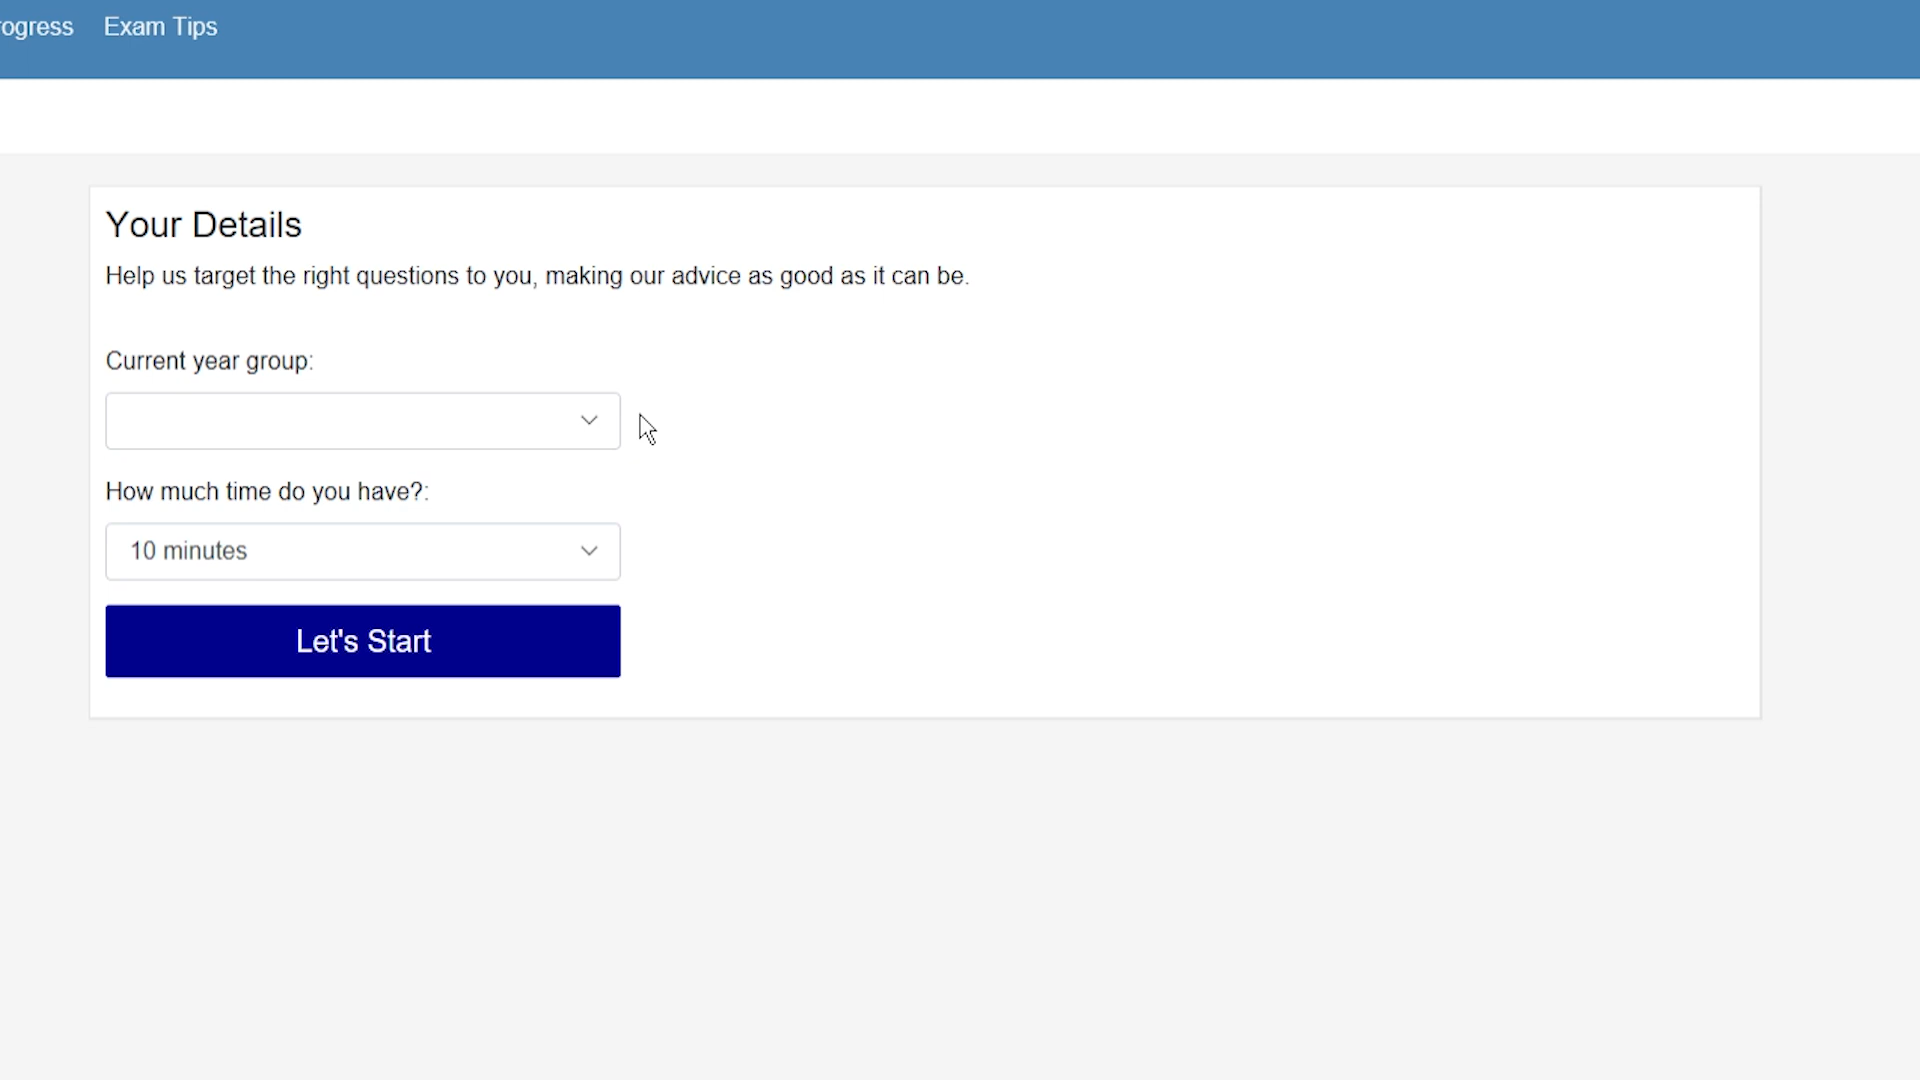 ogress Exam Tips
Your Details
Help us target the right questions to you, making our advice as good as it can be.
Current year group:
How much time do you have?:
10 minutes
Let's Start